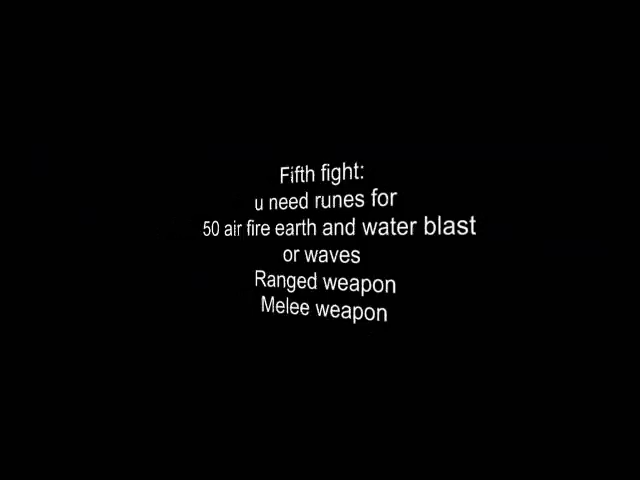 Fifth fight:
u need runes for
50 air fire earth and water blast
or waves
Ranged weapon
Melee weapon